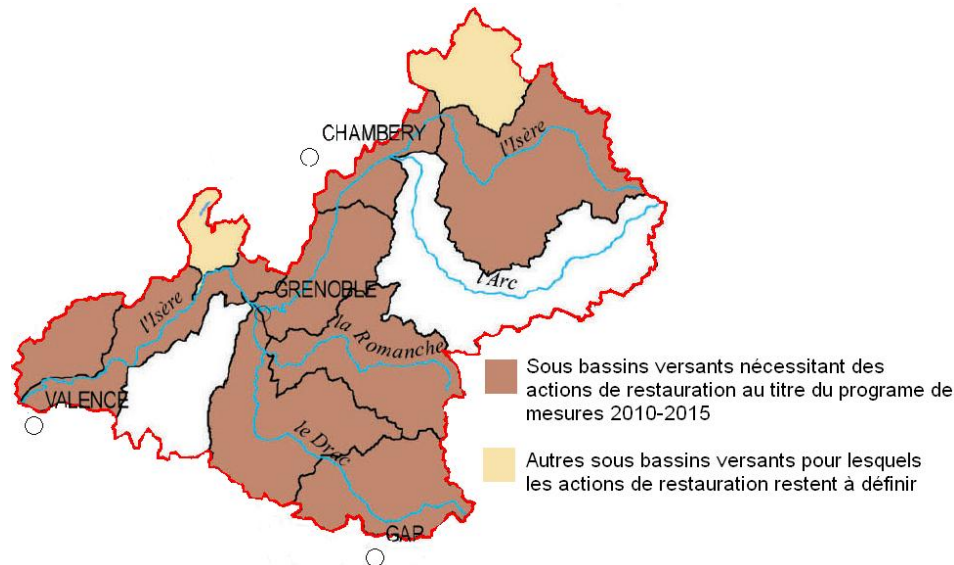 CHAMBERY
l'Isère
l'Arc
GRENOBLE
l'Isère
la Romanche
VALENCE
le Drac
GAP
Sous bassins versants nécessitant des
actions de restauration au titre du programe de
mesures 2010-2015
Autres sous bassins versants pour lesquels
les actions de restauration restent à définir